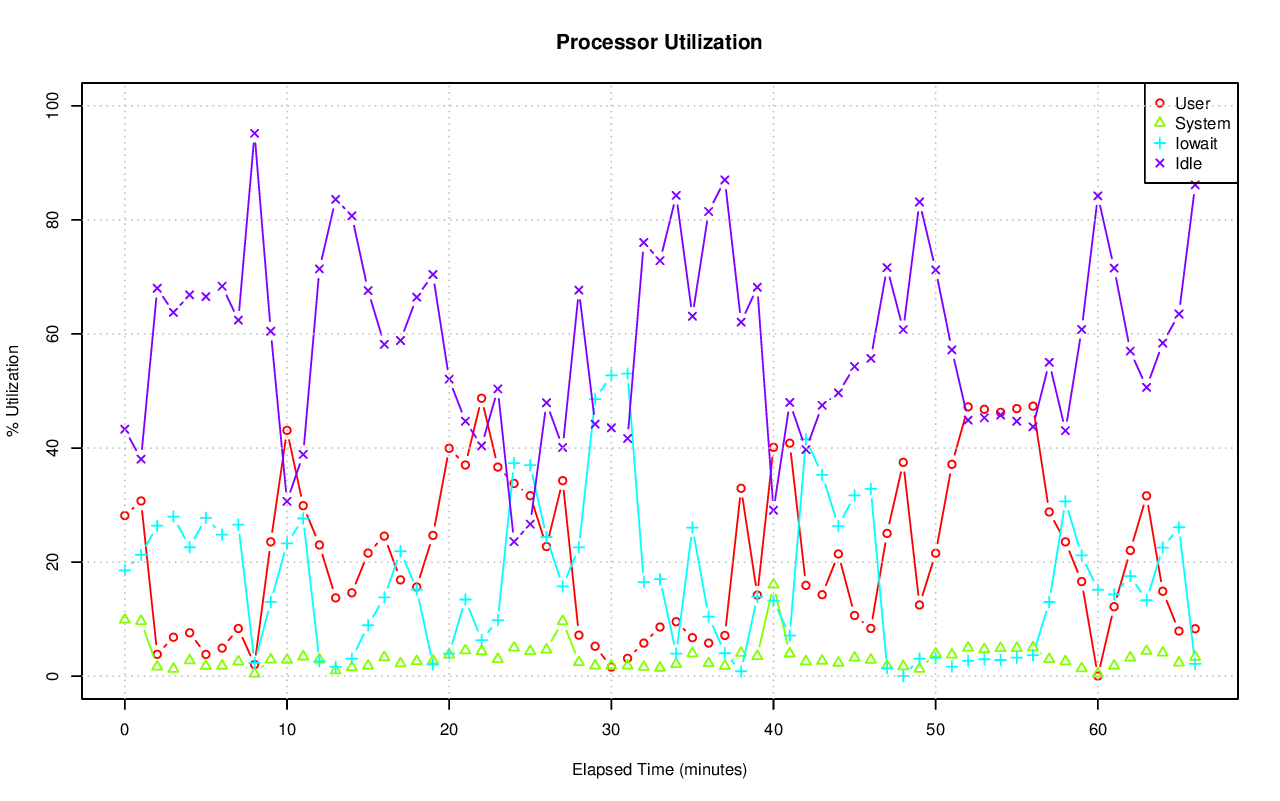 Processor Utilization
% Utilization
100
80
60
40
20
0
User
System
Iowait
Idle
0 10 20 30 40 50 60
Elapsed Time (minutes)